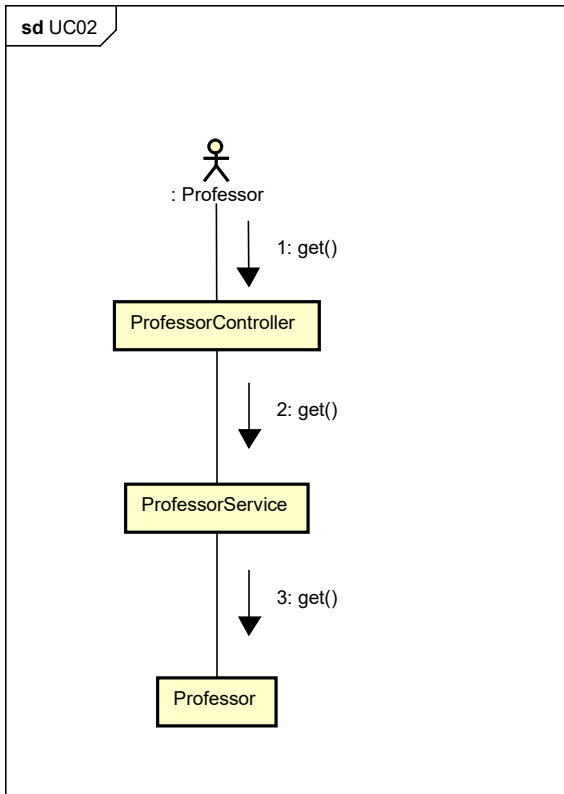 sd UC02
: Professor
1: get()
ProfessorController
2: get()
ProfessorService
3: get()
Professor